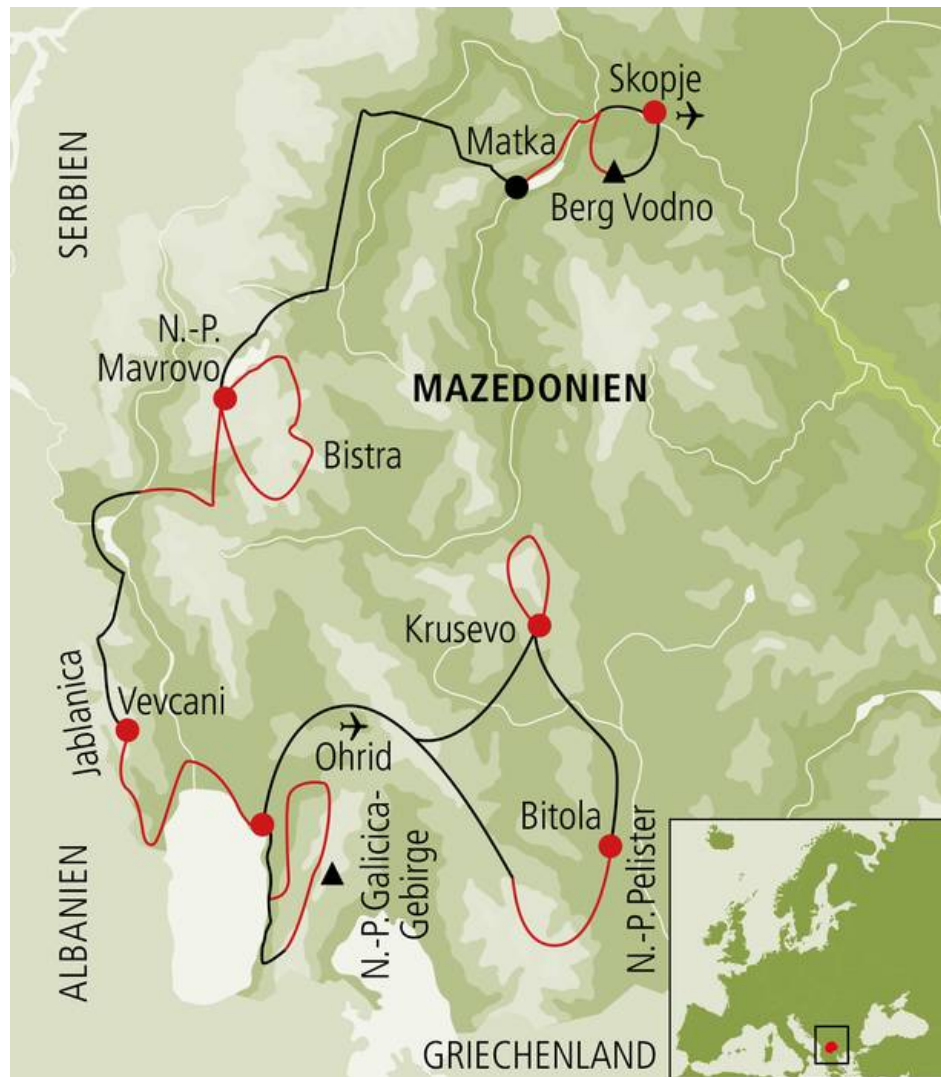 Skopje
Matka
Berg Vodno
SERBIEN
N.-P.
Mavrovo
MAZEDONIEN
Bistra
Krusevo
Jablanica
Vevcani
Ohrid
Bitola
N.-P. Galicica-
Gebirge
N.-P. Pelister
ALBANIEN
GRIECHENLAND